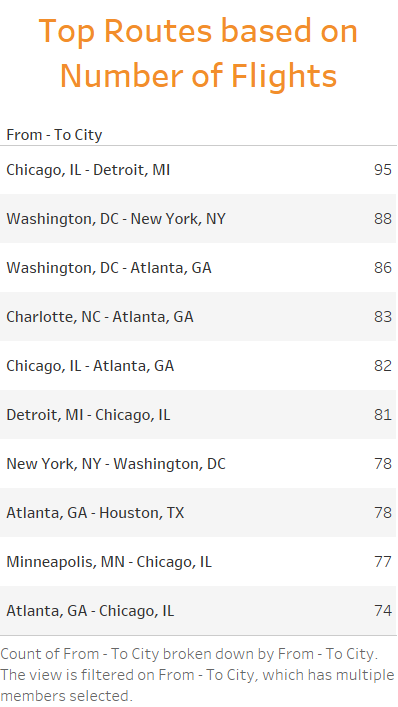 Top Routes based on
Number of Flights
From - To City
Chicago, IL - Detroit, MI 95
Washington, DC - New York, NY 88
Washington, DC - Atlanta, GA 86
Charlotte, NC - Atlanta, GA 83
Chicago, IL - Atlanta, GA 82
Detroit, MI - Chicago, IL 81
New York, NY - Washington, DC 78
Atlanta, GA - Houston, TX 78
Minneapolis, MN - Chicago, IL 77
Atlanta, GA - Chicago, IL 74
Count of From - To City broken down by From - To City.
The view is filtered on From - To City, which has multiple
members selected.